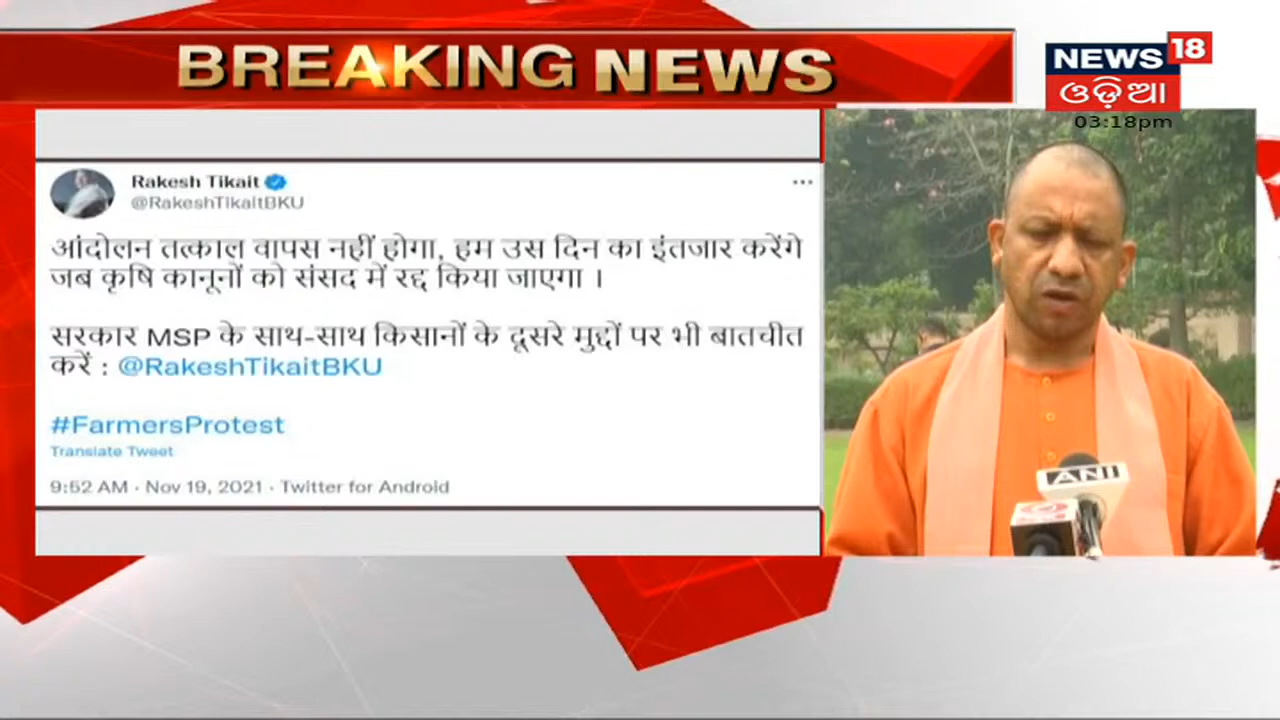 BREAKING NEWS
NEWS 18
ଓଡ଼ିଆ
03:18pm
Rakesh Tikait
@RakeshTikaitBKU
आंदोलन तत्काल वापस नहीं होगा, हम उस दिन का इंतजार करेंगे
जब कृषि कानूनों को संसद में रद्द किया जाएगा ।
सरकार MSP के साथ-साथ किसानों के दूसरे मुद्दों पर भी बातचीत
करें : @RakeshTikaitBKU
#FarmersProtest
Translate Tweet
9:52 AM · Nov 19, 2021 · Twitter for Android
ANI